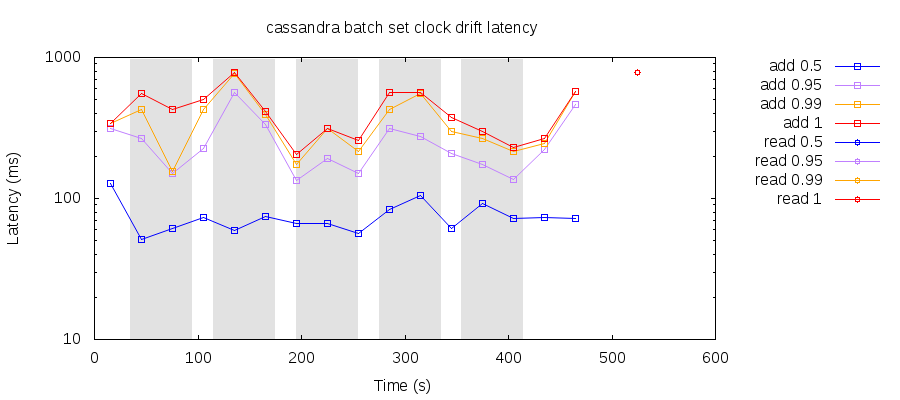 cassandra batch set clock drift latency
Latency (ms)
1000
100
10
0 100 200 300 400 500 600
Time (s)
add 0.5
add 0.95
add 0.99
add 1
read 0.5
read 0.95
read 0.99
read 1